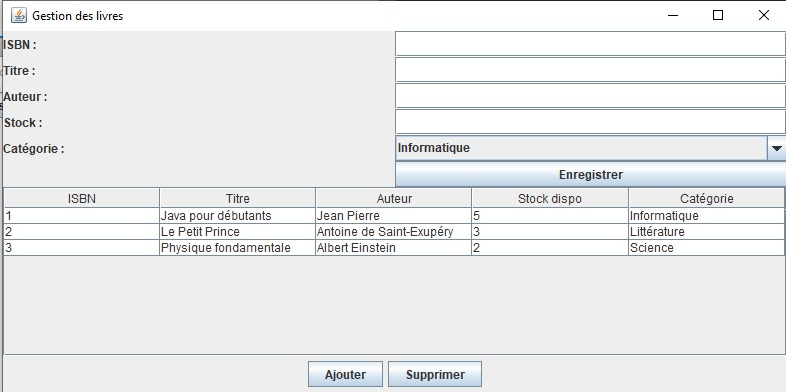 Gestion des livres
ISBN :
Titre :
Auteur :
Stock :
Catégorie : Informatique
Enregistrer
ISBN Titre Auteur Stock dispo Catégorie
1 Java pour débutants Jean Pierre 5 Informatique
2 Le Petit Prince Antoine de Saint-Exupéry 3 Littérature
3 Physique fondamentale Albert Einstein 2 Science
Ajouter Supprimer